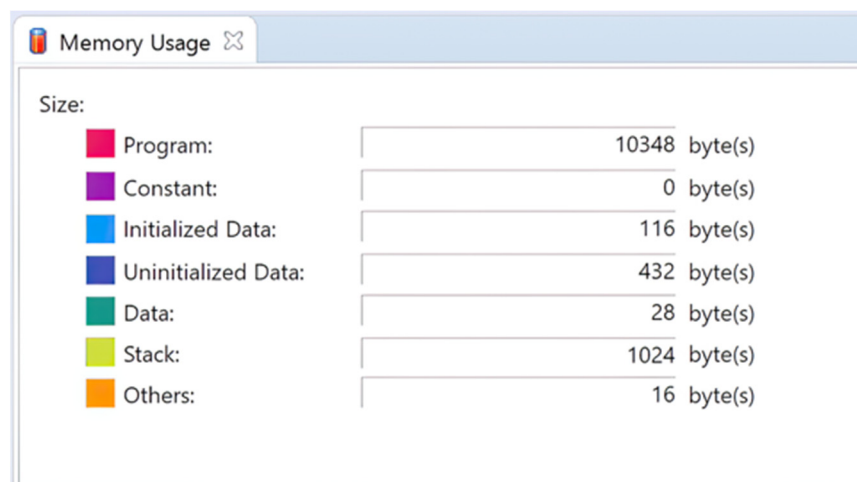 Memory Usage
Size:
Program: 10348 byte(s)
Constant: 0 byte(s)
Initialized Data: 116 byte(s)
Uninitialized Data: 432 byte(s)
Data: 28 byte(s)
Stack: 1024 byte(s)
Others: 16 byte(s)